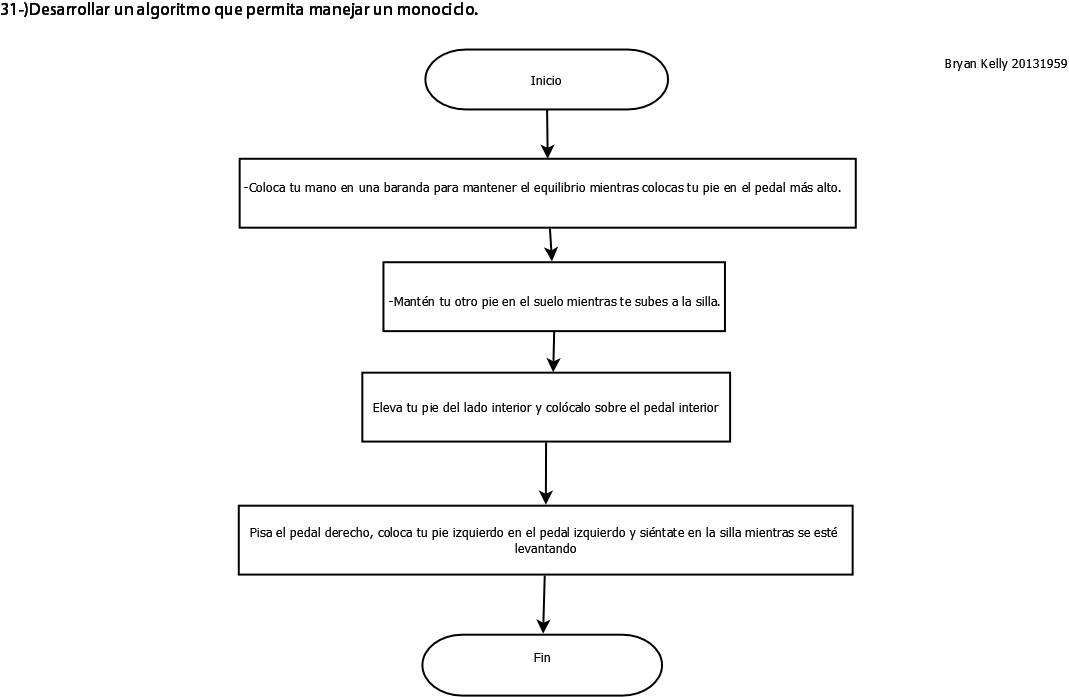 31-)Desarrollar un algoritmo que permita manejar un monociclo.
Bryan Kelly 20131959
Inicio
-Coloca tu mano en una baranda para mantener el equilibrio mientras colocas tu pie en el pedal más alto.
-Mantén tu otro pie en el suelo mientras te subes a la silla.
Eleva tu pie del lado interior y colócalo sobre el pedal interior
Pisa el pedal derecho, coloca tu pie izquierdo en el pedal izquierdo y siéntate en la silla mientras se esté
levantando
Fin